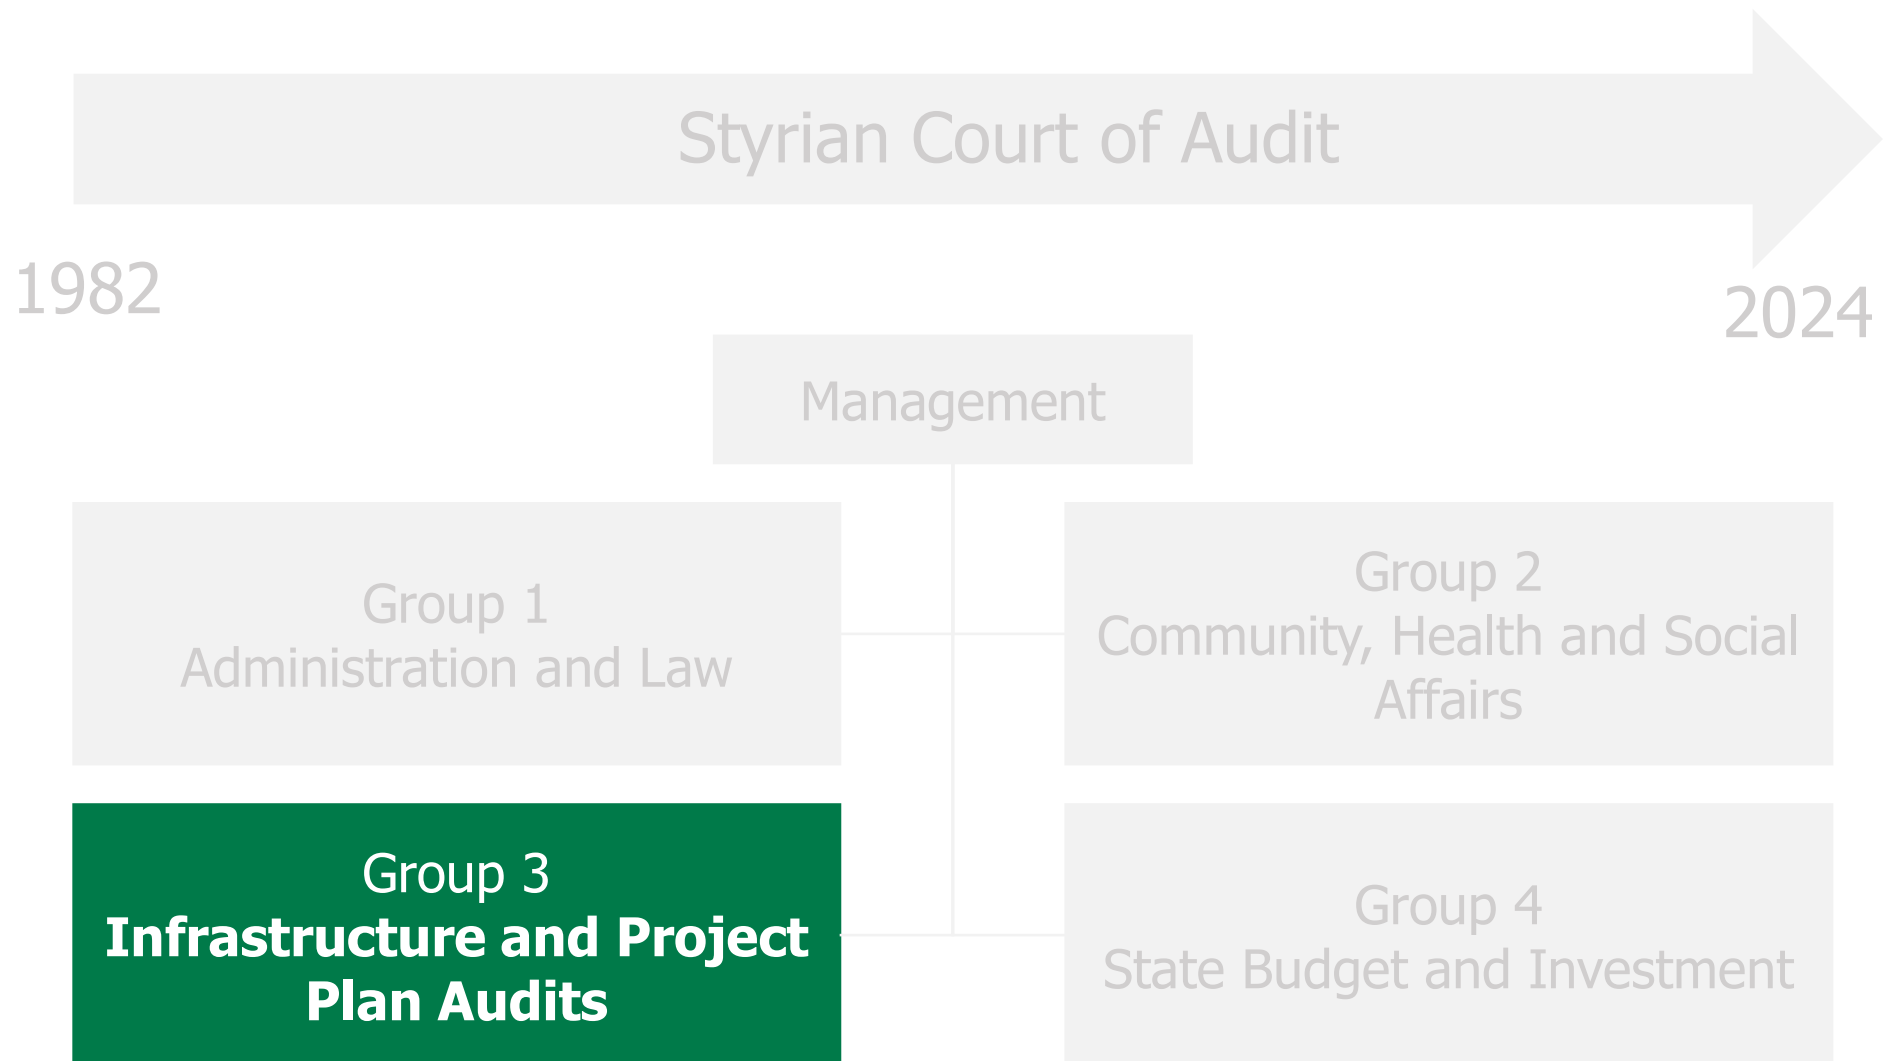 Styrian Court of Audit
1982
2024
Management
Group 1
Administration and Law
Group 2
Community, Health and Social
Affairs
Group 3
Infrastructure and Project
Plan Audits
Group 4
State Budget and Investment